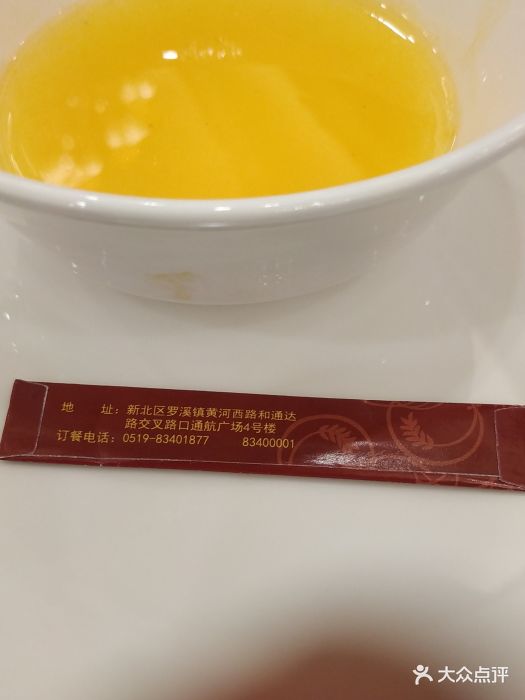 地　　址：新北区罗溪镇黄河西路和通达
路交叉路口通航广场4号楼
订餐电话：0519-83401877　　83400001
大众点评